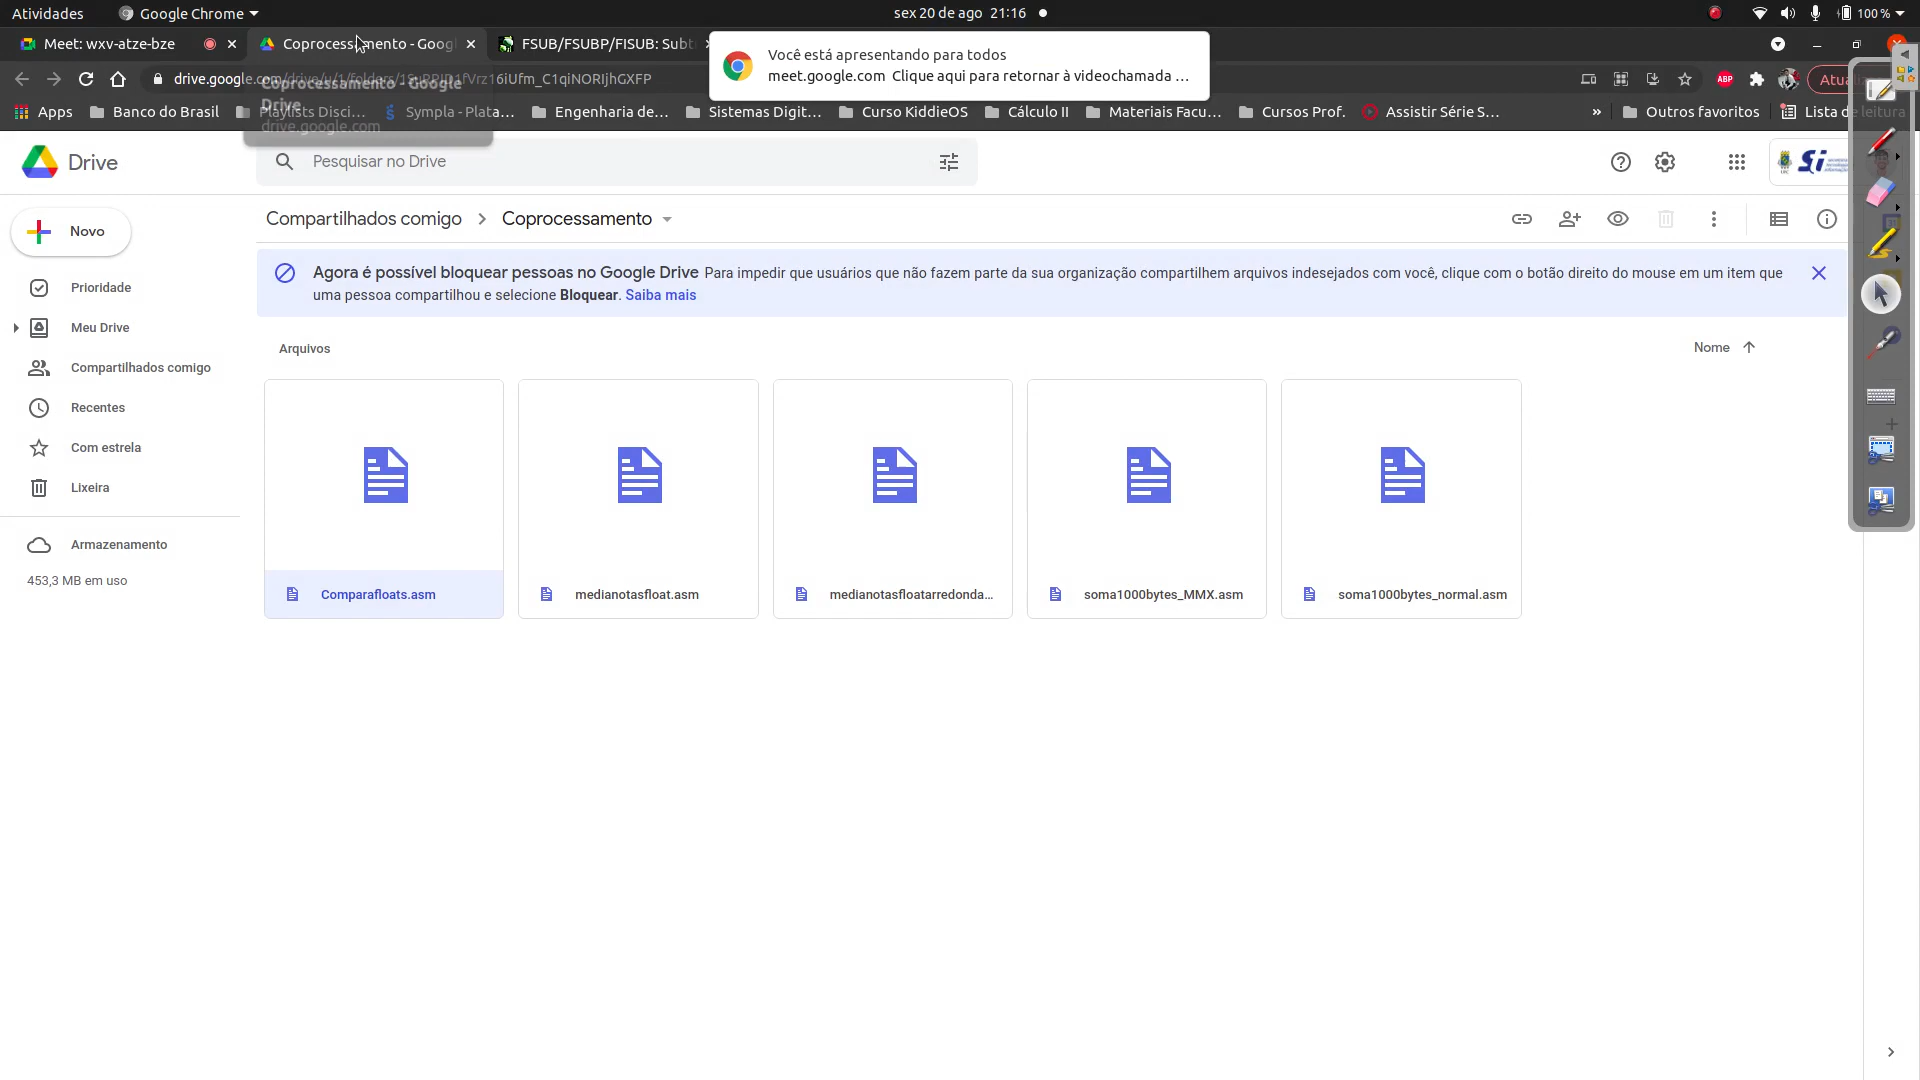 Atividades
Google Chrome
sex 20 de ago 21:16
100 %
Meet: wxv-atze-bze
Coprocessamento - Googl
FSUB/FSUBP/FISUB: Subt
Você está apresentando para todos
meet.google.com Clique aqui para retornar à videochamada ...
Coprocessamento - Google
Drive
drive.google.com
ABP
Atuali
Apps
Banco do Brasil
Playlists Disci...
Sympla - Plata...
Engenharia de...
Sistemas Digit...
Curso KiddieOS
Cálculo II
Materiais Facu...
Cursos Prof.
Assistir Série S...
»
Outros favoritos
Lista de leitura
Drive
Pesquisar no Drive
Si
Novo
Compartilhados comigo
Coprocessamento
Agora é possível bloquear pessoas no Google Drive Para impedir que usuários que não fazem parte da sua organização compartilhem arquivos indesejados com você, clique com o botão direito do mouse em um item que
uma pessoa compartilhou e selecione Bloquear. Saiba mais
Prioridade
Meu Drive
Compartilhados comigo
Recentes
Com estrela
Lixeira
Armazenamento
453,3 MB em uso
Arquivos
Nome
Comparafloats.asm
medianotasfloat.asm
medianotasfloatarredonda...
soma1000bytes_MMX.asm
soma1000bytes_normal.asm